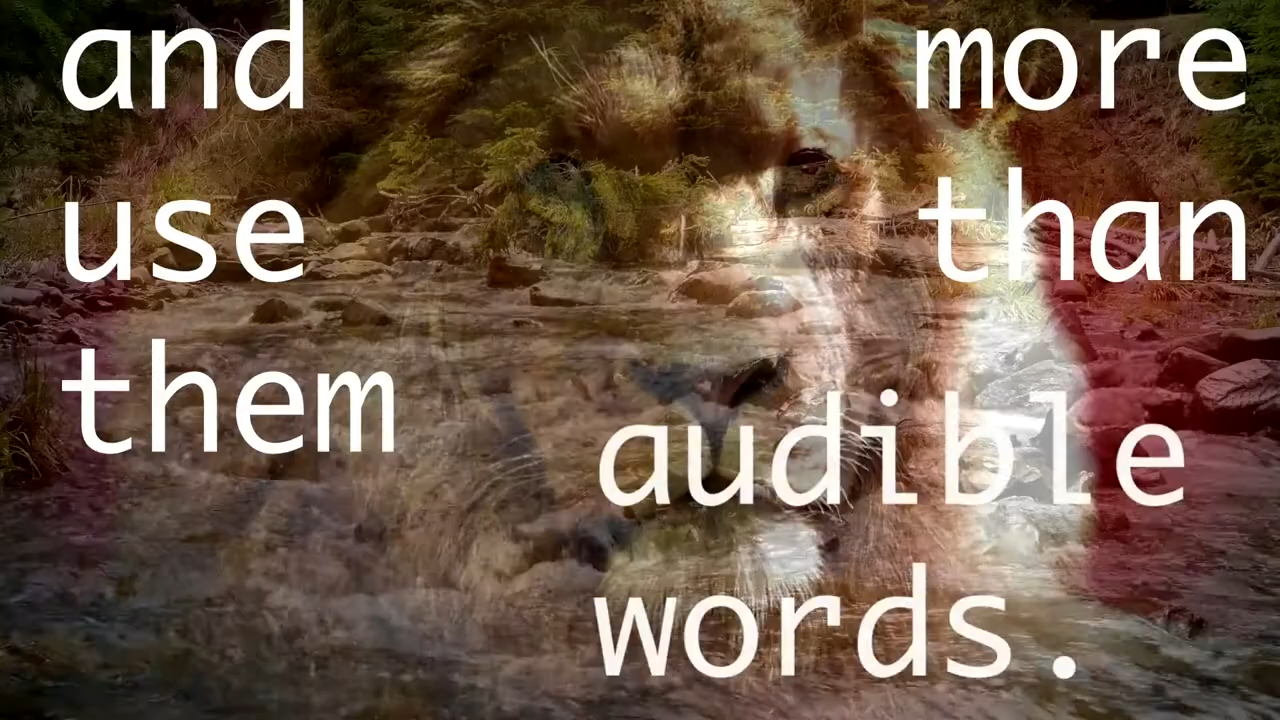 and
use
them
more
than
audible
words.